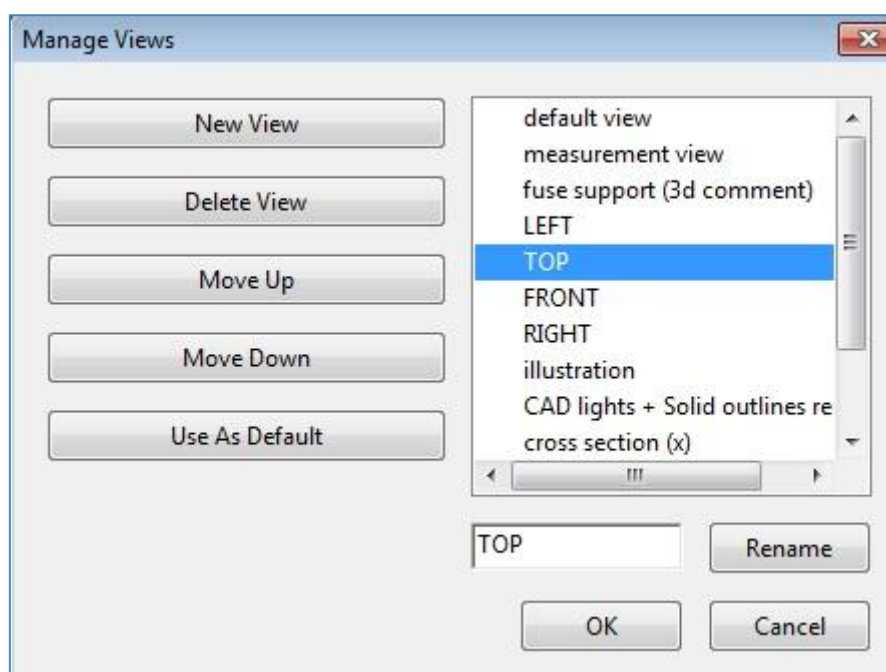 Manage Views
New View
Delete View
Move Up
Move Down
Use As Default
default view
measurement view
fuse support (3d comment)
LEFT
TOP
FRONT
RIGHT
illustration
CAD lights + Solid outlines re
cross section (x)
TOP
Rename
OK
Cancel